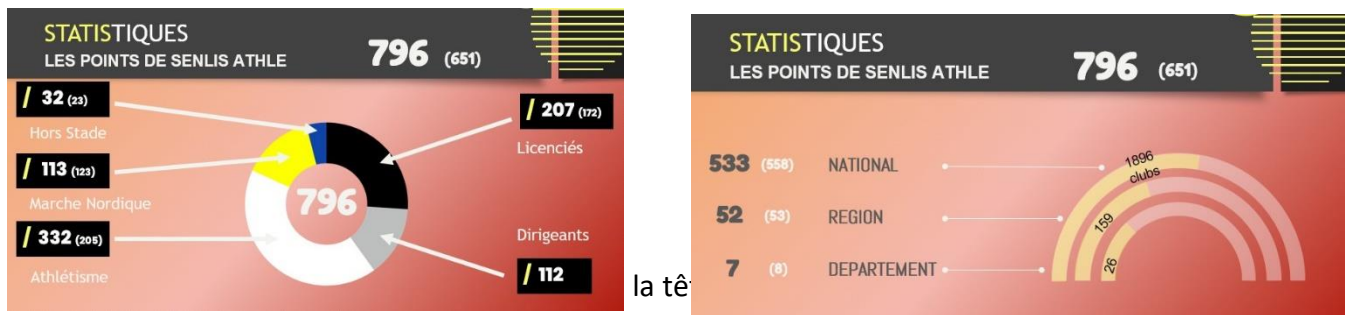 STATISTIQUES
LES POINTS DE SENLIS ATHLE
796 (651)
/ 32 (23)
Hors Stade
/ 113 (123)
Marche Nordique
/ 332 (205)
Athlétisme
796
/ 207 (172)
Licenciés
Dirigeants
/ 112
la tê
STATISTIQUES
LES POINTS DE SENLIS ATHLE
796 (651)
533 (558) NATIONAL
52 (53) REGION
7 (8) DEPARTEMENT
1896
clubs
159
26